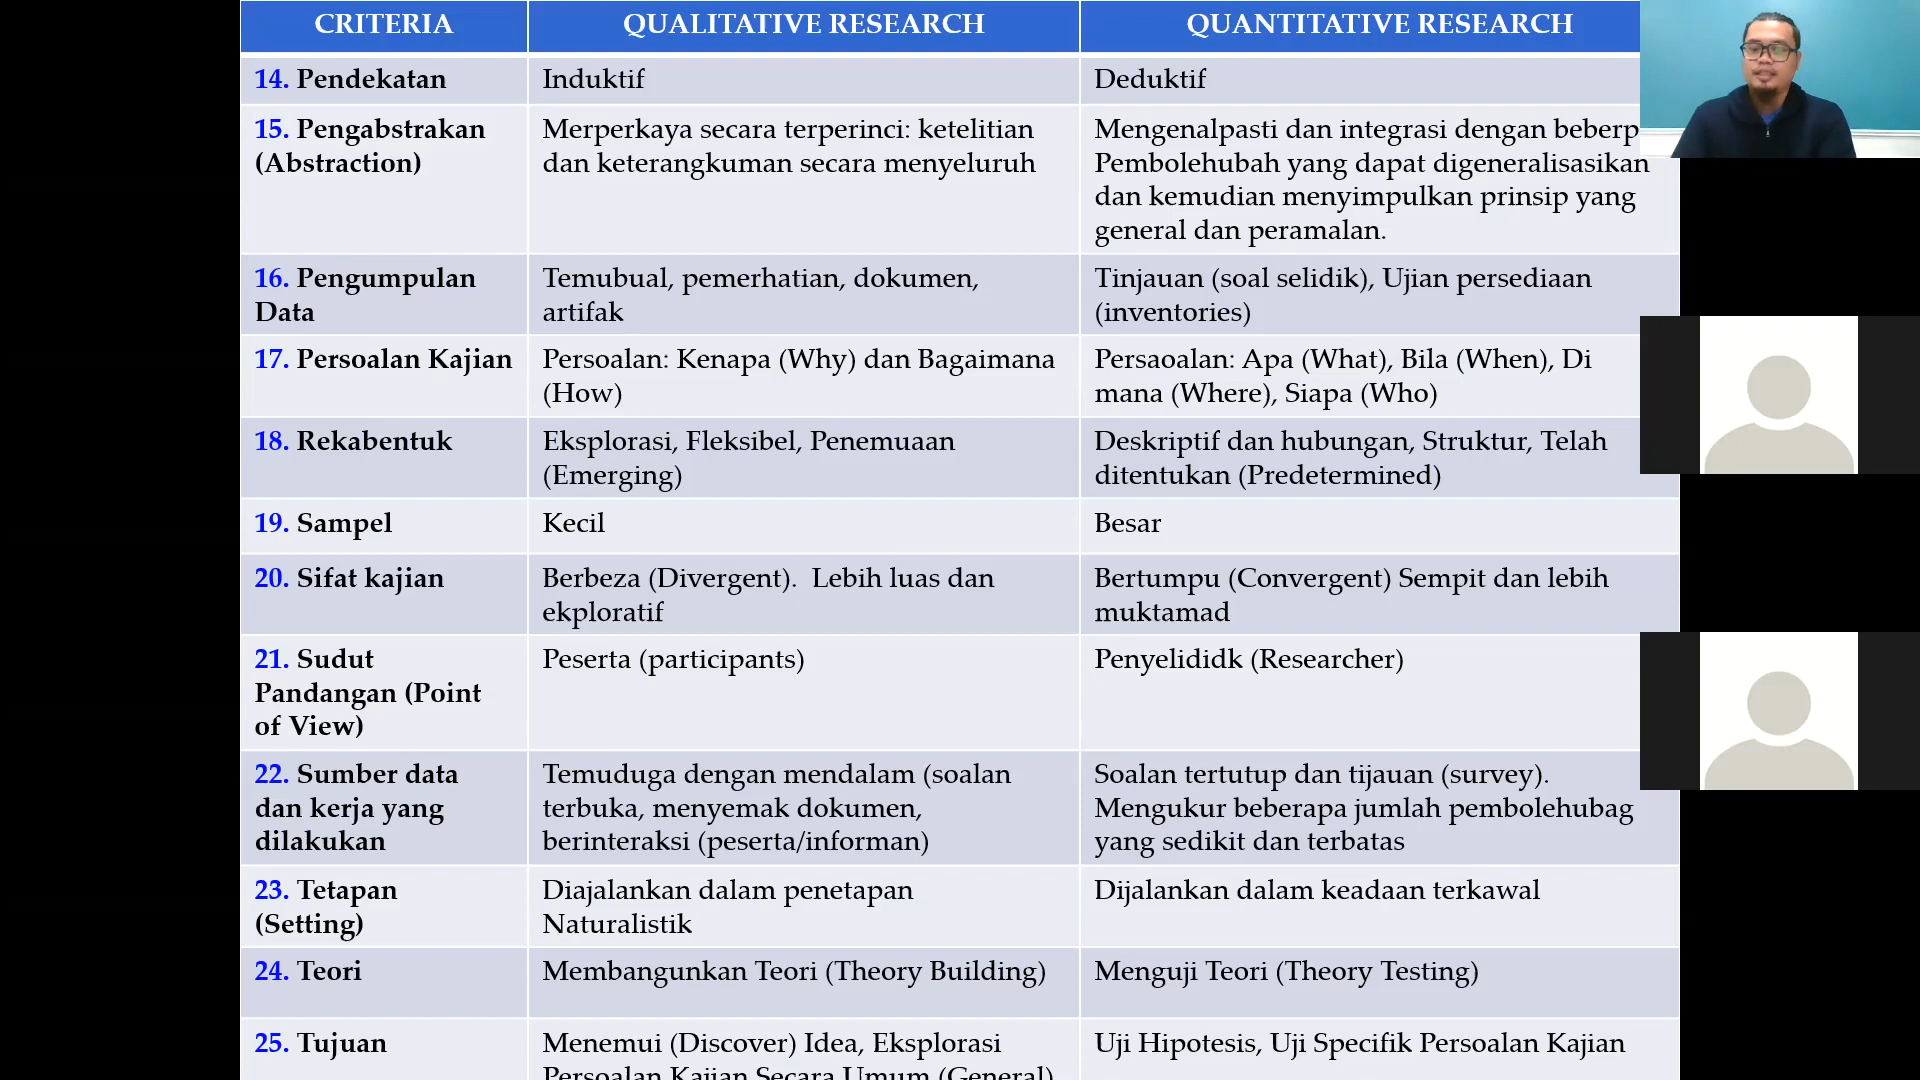 CRITERIA
QUALITATIVE RESEARCH
QUANTITATIVE RESEARCH
14. Pendekatan
Induktif
Deduktif
15. Pengabstrakan
(Abstraction)
Merperkaya secara terperinci: ketelitian
dan keterangkuman secara menyeluruh
Mengenalpasti dan integrasi dengan beberp
Pembolehubah yang dapat digeneralisasikan
dan kemudian menyimpulkan prinsip yang
general dan peramalan.
16. Pengumpulan
Data
Temubual, pemerhatian, dokumen,
artifak
Tinjauan (soal selidik), Ujian persediaan
(inventories)
17. Persoalan Kajian
Persoalan: Kenapa (Why) dan Bagaimana
(How)
Persaoalan: Apa (What), Bila (When), Di
mana (Where), Siapa (Who)
18. Rekabentuk
Eksplorasi, Fleksibel, Penemuaan
(Emerging)
Deskriptif dan hubungan, Struktur, Telah
ditentukan (Predetermined)
19. Sampel
Kecil
Besar
20. Sifat kajian
Berbeza (Divergent).  Lebih luas dan
ekploratif
Bertumpu (Convergent) Sempit dan lebih
muktamad
21. Sudut
Pandangan (Point
of View)
Peserta (participants)
Penyelididk (Researcher)
22. Sumber data
dan kerja yang
dilakukan
Temuduga dengan mendalam (soalan
terbuka, menyemak dokumen,
berinteraksi (peserta/informan)
Soalan tertutup dan tijauan (survey).
Mengukur beberapa jumlah pembolehubag
yang sedikit dan terbatas
23. Tetapan
(Setting)
Diajalankan dalam penetapan
Naturalistik
Dijalankan dalam keadaan terkawal
24. Teori
Membangunkan Teori (Theory Building)
Menguji Teori (Theory Testing)
25. Tujuan
Menemui (Discover) Idea, Eksplorasi
Persoalan Kajian Secara Umum (General)
Uji Hipotesis, Uji Specifik Persoalan Kajian